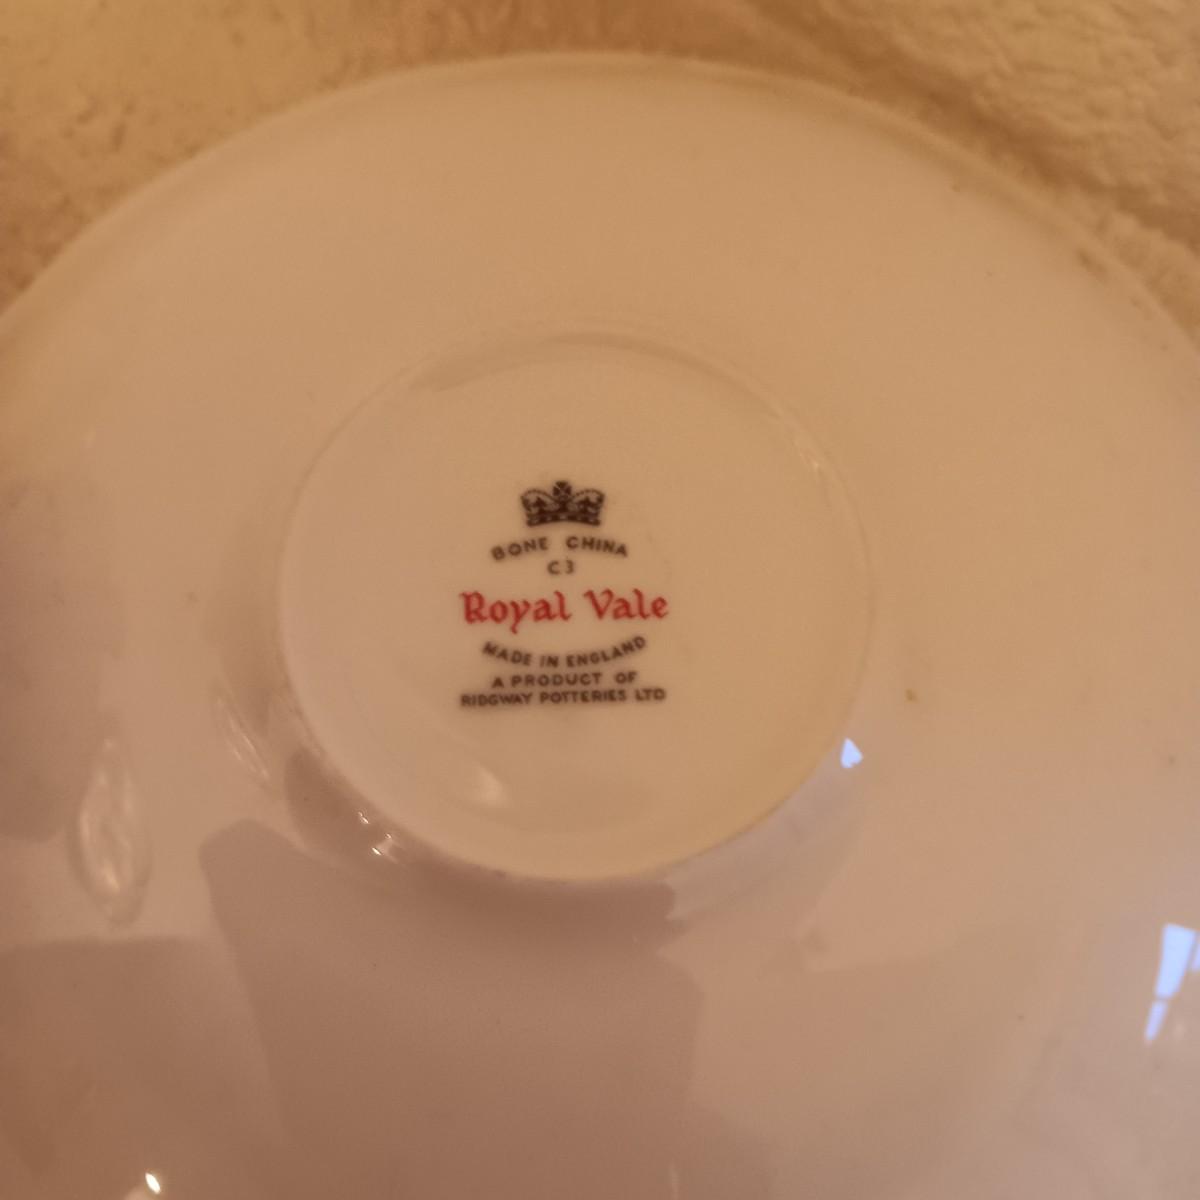 BONE CHINA
C3
Royal Vale
MADE IN ENGLAND
A PRODUCT OF
RIDGWAY POTTERIES LTD